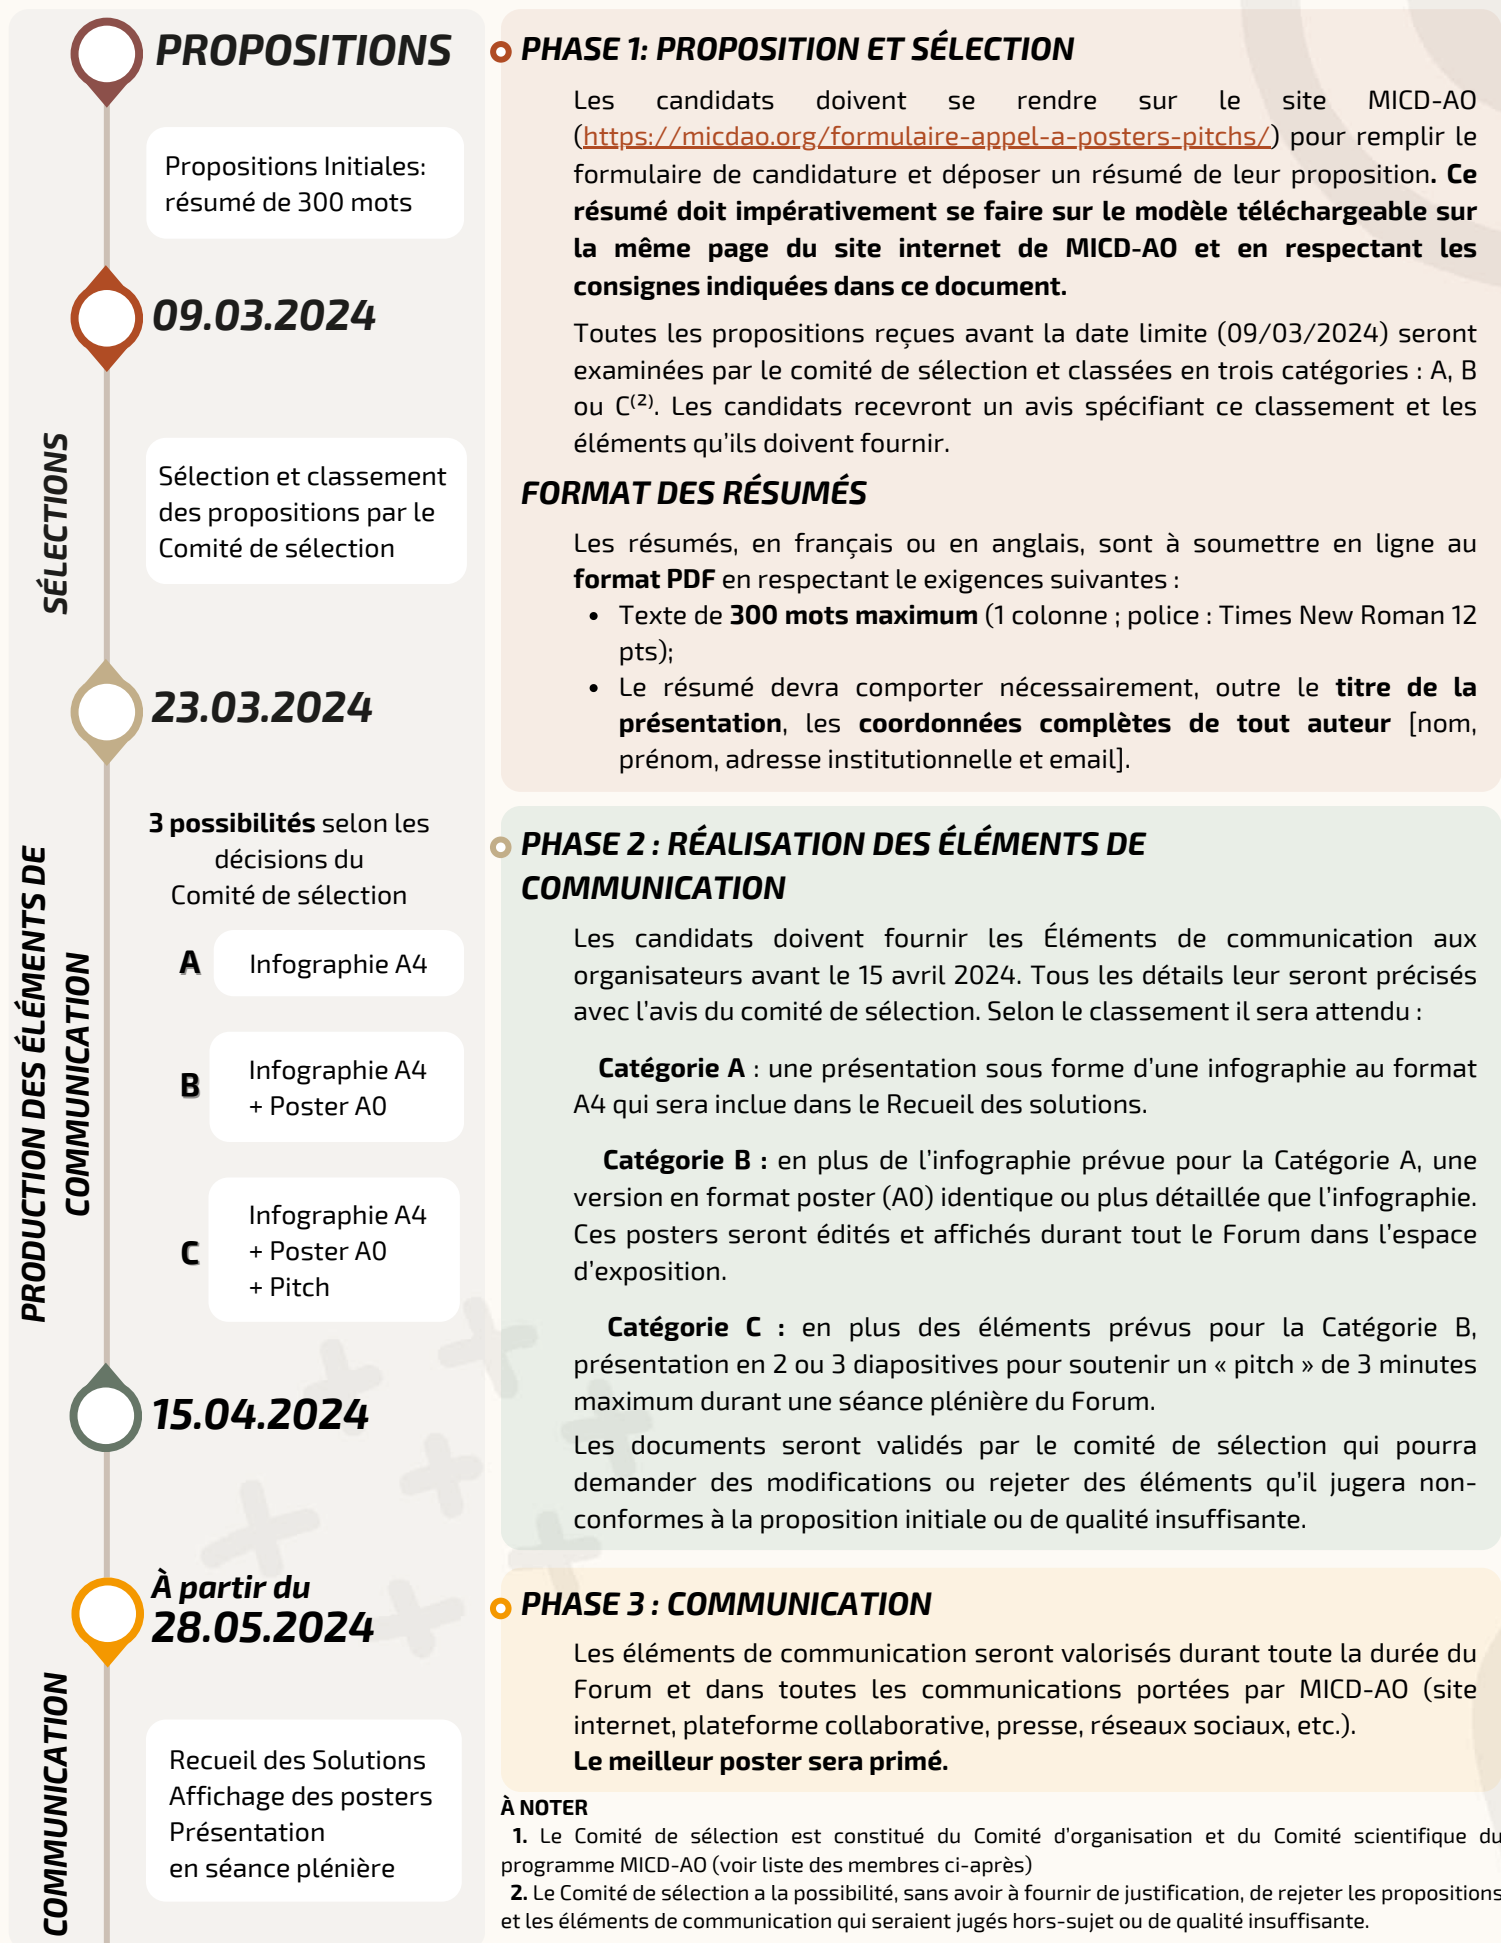 PROPOSITIONS
Propositions Initiales:
résumé de 300 mots
09.03.2024
SÉLECTIONS
Sélection et classement
des propositions par le
Comité de sélection
23.03.2024
PRODUCTION DES ÉLÉMENTS DE
COMMUNICATION
3 possibilités selon les
décisions du
Comité de sélection
A
Infographie A4
B
Infographie A4
+ Poster A0
C
Infographie A4
+ Poster A0
+ Pitch
15.04.2024
À partir du
28.05.2024
COMMUNICATION
Recueil des Solutions
Affichage des posters
Présentation
en séance plénière
PHASE 1: PROPOSITION ET SÉLECTION
Les candidats doivent se rendre sur le site MICD-AO
(https://micdao.org/formulaire-appel-a-posters-pitchs/) pour remplir le
formulaire de candidature et déposer un résumé de leur proposition. Ce
résumé doit impérativement se faire sur le modèle téléchargeable sur
la même page du site internet de MICD-AO et en respectant les
consignes indiquées dans ce document.
Toutes les propositions reçues avant la date limite (09/03/2024) seront
examinées par le comité de sélection et classées en trois catégories : A, B
ou C⁽²⁾. Les candidats recevront un avis spécifiant ce classement et les
éléments qu’ils doivent fournir.
FORMAT DES RÉSUMÉS
Les résumés, en français ou en anglais, sont à soumettre en ligne au
format PDF en respectant le exigences suivantes :
• Texte de 300 mots maximum (1 colonne ; police : Times New Roman 12
pts);
• Le résumé devra comporter nécessairement, outre le titre de la
présentation, les coordonnées complètes de tout auteur [nom,
prénom, adresse institutionnelle et email].
PHASE 2 : RÉALISATION DES ÉLÉMENTS DE
COMMUNICATION
Les candidats doivent fournir les Éléments de communication aux
organisateurs avant le 15 avril 2024. Tous les détails leur seront précisés
avec l’avis du comité de sélection. Selon le classement il sera attendu :
Catégorie A : une présentation sous forme d’une infographie au format
A4 qui sera inclue dans le Recueil des solutions.
Catégorie B : en plus de l’infographie prévue pour la Catégorie A, une
version en format poster (A0) identique ou plus détaillée que l’infographie.
Ces posters seront édités et affichés durant tout le Forum dans l’espace
d'exposition.
Catégorie C : en plus des éléments prévus pour la Catégorie B,
présentation en 2 ou 3 diapositives pour soutenir un « pitch » de 3 minutes
maximum durant une séance plénière du Forum.
Les documents seront validés par le comité de sélection qui pourra
demander des modifications ou rejeter des éléments qu’il jugera non-
conformes à la proposition initiale ou de qualité insuffisante.
PHASE 3 : COMMUNICATION
Les éléments de communication seront valorisés durant toute la durée du
Forum et dans toutes les communications portées par MICD-AO (site
internet, plateforme collaborative, presse, réseaux sociaux, etc.).
Le meilleur poster sera primé.
À NOTER
1. Le Comité de sélection est constitué du Comité d’organisation et du Comité scientifique du
programme MICD-AO (voir liste des membres ci-après)
2. Le Comité de sélection a la possibilité, sans avoir à fournir de justification, de rejeter les propositions
et les éléments de communication qui seraient jugés hors-sujet ou de qualité insuffisante.